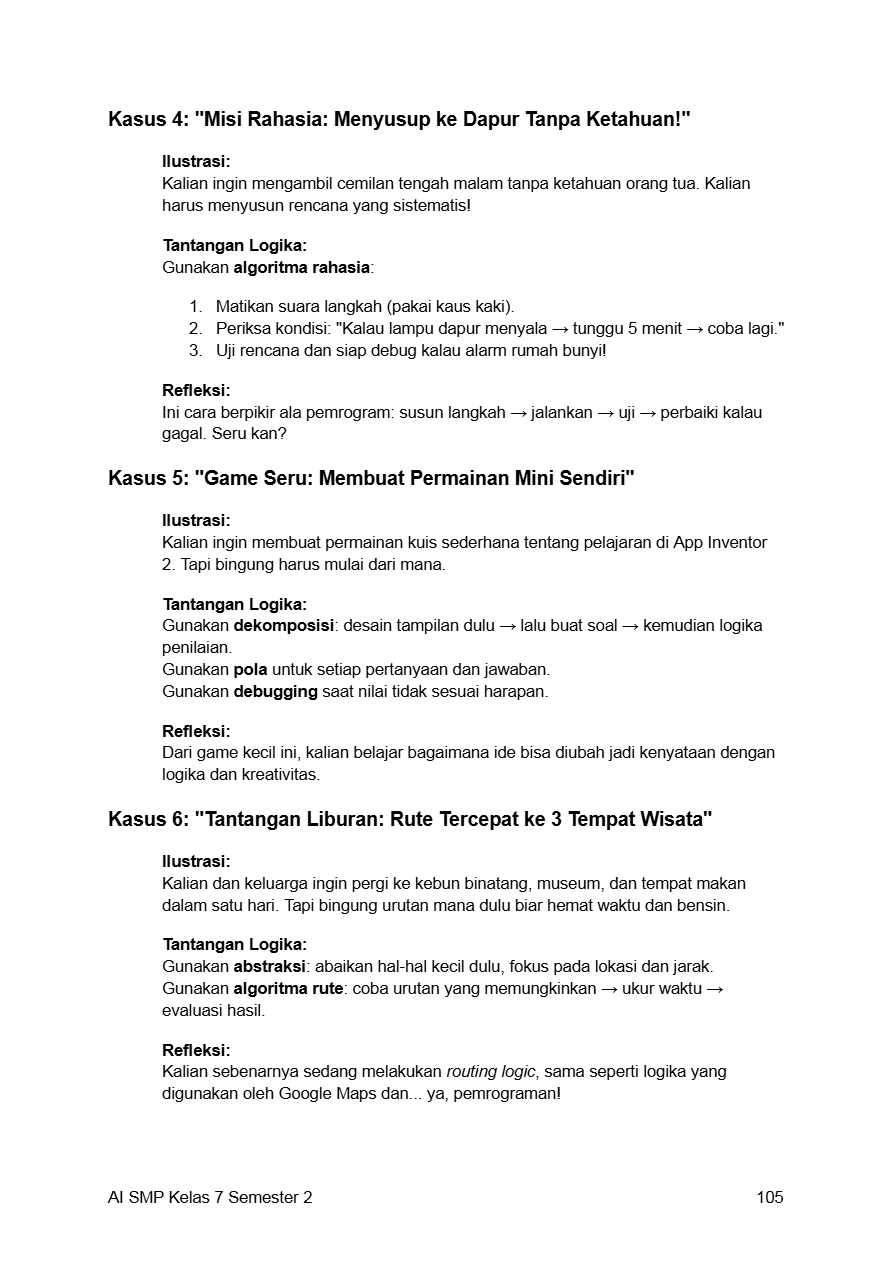 Kasus 4: "Misi Rahasia: Menyusup ke Dapur Tanpa Ketahuan!"
Ilustrasi:
Kalian ingin mengambil cemilan tengah malam tanpa ketahuan orang tua. Kalian
harus menyusun rencana yang sistematis!
Tantangan Logika:
Gunakan algoritma rahasia:
1. Matikan suara langkah (pakai kaus kaki).
2. Periksa kondisi: "Kalau lampu dapur menyala → tunggu 5 menit → coba lagi."
3. Uji rencana dan siap debug kalau alarm rumah bunyi!
Refleksi:
Ini cara berpikir ala pemrogram: susun langkah → jalankan → uji → perbaiki kalau
gagal. Seru kan?
Kasus 5: "Game Seru: Membuat Permainan Mini Sendiri"
Ilustrasi:
Kalian ingin membuat permainan kuis sederhana tentang pelajaran di App Inventor
2. Tapi bingung harus mulai dari mana.
Tantangan Logika:
Gunakan dekomposisi: desain tampilan dulu → lalu buat soal → kemudian logika
penilaian.
Gunakan pola untuk setiap pertanyaan dan jawaban.
Gunakan debugging saat nilai tidak sesuai harapan.
Refleksi:
Dari game kecil ini, kalian belajar bagaimana ide bisa diubah jadi kenyataan dengan
logika dan kreativitas.
Kasus 6: "Tantangan Liburan: Rute Tercepat ke 3 Tempat Wisata"
Ilustrasi:
Kalian dan keluarga ingin pergi ke kebun binatang, museum, dan tempat makan
dalam satu hari. Tapi bingung urutan mana dulu biar hemat waktu dan bensin.
Tantangan Logika:
Gunakan abstraksi: abaikan hal-hal kecil dulu, fokus pada lokasi dan jarak.
Gunakan algoritma rute: coba urutan yang memungkinkan → ukur waktu →
evaluasi hasil.
Refleksi:
Kalian sebenarnya sedang melakukan routing logic, sama seperti logika yang
digunakan oleh Google Maps dan... ya, pemrograman!
AI SMP Kelas 7 Semester 2 105